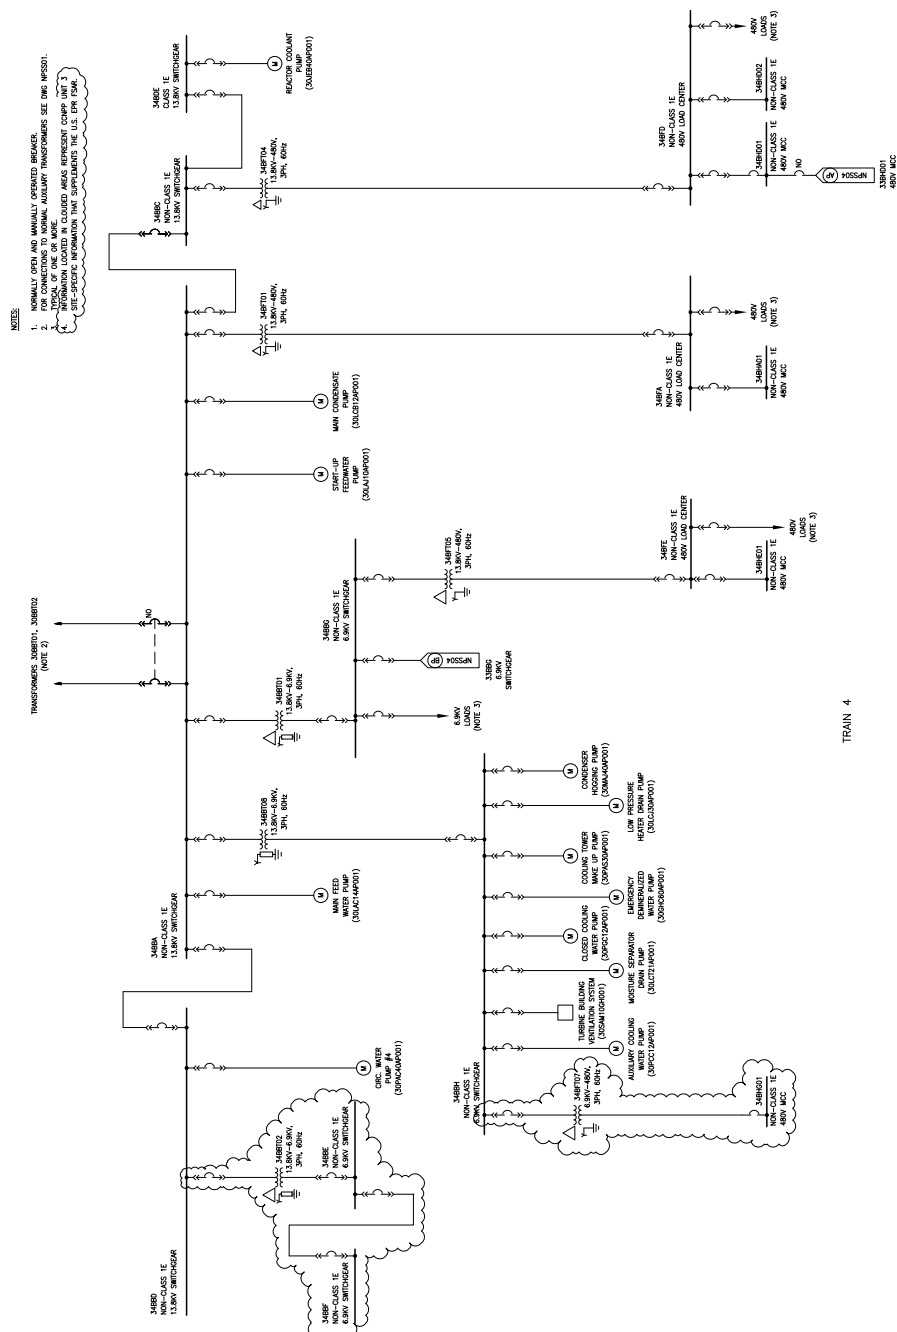 NOTES:
1. NORMALLY OPEN AND MANUALLY OPERATED BREAKER.
2. FOR CONNECTIONS TO NORMAL AUXILIARY TRANSFORMERS SEE DWG NPSS01.
3. TYPICAL OF ONE OR MORE.
4. INFORMATION LOCATED IN CLOUDED AREAS REPRESENT CCNPP UNIT 3
SITE-SPECIFIC INFORMATION THAT SUPPLEMENTS THE U.S. EPR FSAR.
TRANSFORMERS 30BBT01, 30BBT02
(NOTE 2)
NO
34BBD
NON-CLASS 1E
13.8KV SWITCHGEAR
34BBA
NON-CLASS 1E
13.8KV SWITCHGEAR
34BBC
NON-CLASS 1E
13.8KV SWITCHGEAR
34BDE
CLASS 1E
13.8KV SWITCHGEAR
M
REACTOR COOLANT
PUMP
(30JEB40AP001)
34BBT02
13.8KV-6.9KV,
3PH, 60Hz
34BBT08
13.8KV-6.9KV,
3PH, 60Hz
34BBT01
13.8KV-6.9KV,
3PH, 60Hz
34BFT01
13.8KV-480V,
3PH, 60Hz
34BFT04
13.8KV-480V,
3PH, 60Hz
M
CIRC. WATER
PUMP #4
(30PAC40AP001)
M
MAIN FEED
WATER PUMP
(30LAC14AP001)
M
START-UP
FEEDWATER
PUMP
(30LAJ10AP001)
M
MAIN CONDENSATE
PUMP
(30LCB12AP001)
34BBF
NON-CLASS 1E
6.9KV SWITCHGEAR
34BBE
NON-CLASS 1E
6.9KV SWITCHGEAR
34BBG
NON-CLASS 1E
6.9KV SWITCHGEAR
6.9KV
LOADS
(NOTE 3)
BP
NPSS04
33BBG
6.9KV
SWITCHGEAR
34BFT05
13.8KV-480V,
3PH, 60Hz
34BBH
NON-CLASS 1E
6.9KV SWITCHGEAR
34BFT07
6.9KV-480V,
3PH, 60Hz
M
AUXILIARY COOLING
WATER PUMP
(30PCC12AP001)
TURBINE BUILDING
VENTILATION SYSTEM
(30SAM10GH001)
M
MOISTURE SEPARATOR
DRAIN PUMP
(30LCT21AP001)
M
CLOSED COOLING
WATER PUMP
(30PGC12AP001)
M
EMERGENCY
DEMINERALIZED
WATER PUMP
(30GHC80AP001)
M
COOLING TOWER
MAKE UP PUMP
(30PAS30AP001)
M
LOW PRESSURE
HEATER DRAIN PUMP
(30LCJ30AP001)
M
CONDENSER
HOGGING PUMP
(30MAJ40AP001)
34BHG01
NON-CLASS 1E
480V MCC
34BFE
NON-CLASS 1E
480V LOAD CENTER
34BHE01
NON-CLASS 1E
480V MCC
480V
LOADS
(NOTE 3)
34BFA
NON-CLASS 1E
480V LOAD CENTER
34BHA01
NON-CLASS 1E
480V MCC
480V
LOADS
(NOTE 3)
34BFD
NON-CLASS 1E
480V LOAD CENTER
34BHD01
NON-CLASS 1E
480V MCC
34BHD02
NON-CLASS 1E
480V MCC
480V
LOADS
(NOTE 3)
NO
AP
NPSS04
33BHD01
480V MCC
TRAIN 4